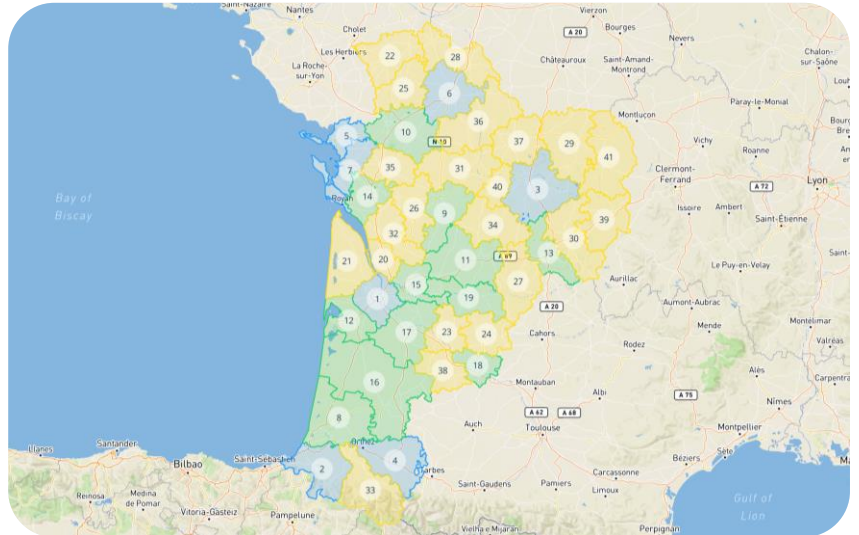 Saint-Nazaire
Nantes
Vierzon
Cholet
A 20
Bourges
Nevers
Les Herbiers
22
28
Châteauroux
Saint-Amand-
Montrond
Chalon-
sur-Saône
La Roche-
sur-Yon
25
6
Paray-le-Monial
36
Montluçon
5
10
N 10
37
29
Vichy
41
Roanne
7
35
31
Clermont-
Ferrand
Lyon
A 72
Royan
14
40
3
26
9
Issoire
Ambert
Bay of
Biscay
39
Saint-Étienne
32
34
30
21
20
11
A 89
13
Le Puy-en-Velay
27
15
Aurillac
1
19
A 20
Aumont-Aubrac
12
17
23
24
Cahors
Mende
Montélimar
Rodez
Valréas
18
38
16
Alès
Carpentra
Montauban
A 75
Albi
8
Nîmes
A 62
A 68
Auch
Toulouse
Montpellier
Llanes
Santander
Orthez
Béziers
Sète
Bilbao
Saint-Sébastien
2
4
Tarbes
Carcassonne
Saint-Gaudens
Pamiers
Limoux
33
Reinosa
Medina
de Pomar
Vitoria-Gasteiz
Pampelune
Gulf of
Lion
Vielha e Mijaran
Perpignan